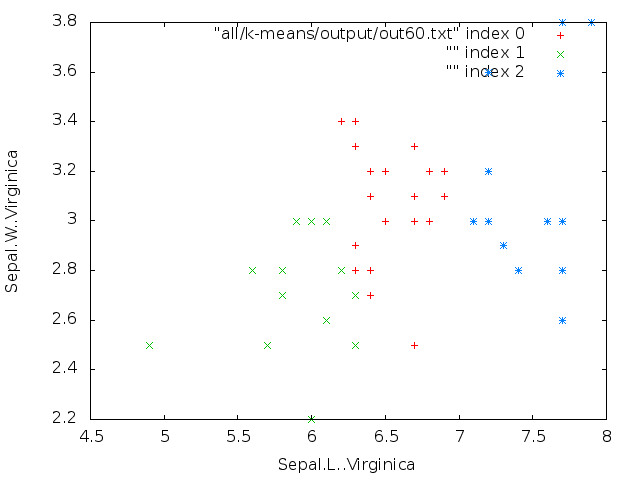 3.8
"all/k-means/output/out60.txt" index 0
"" index 1
"" index 2
3.6
3.4
3.2
3
2.8
2.6
2.4
2.2
Sepal.W..Virginica
4.5 5 5.5 6 6.5 7 7.5 8
Sepal.L..Virginica